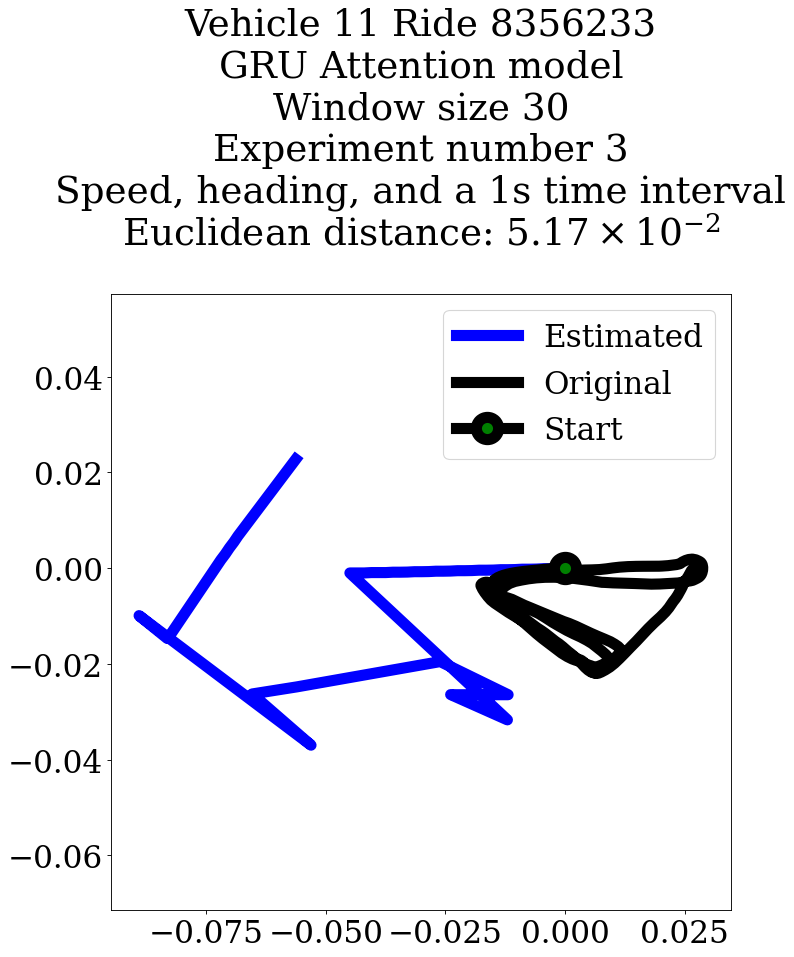 Vehicle 11 Ride 8356233
GRU Attention model
Window size 30
Experiment number 3
Speed, heading, and a 1s time interval
Euclidean distance: 5.17 × 10⁻²
Estimated
Original
Start
0.04
0.02
0.00
−0.02
−0.04
−0.06
−0.075 −0.050 −0.025 0.000 0.025